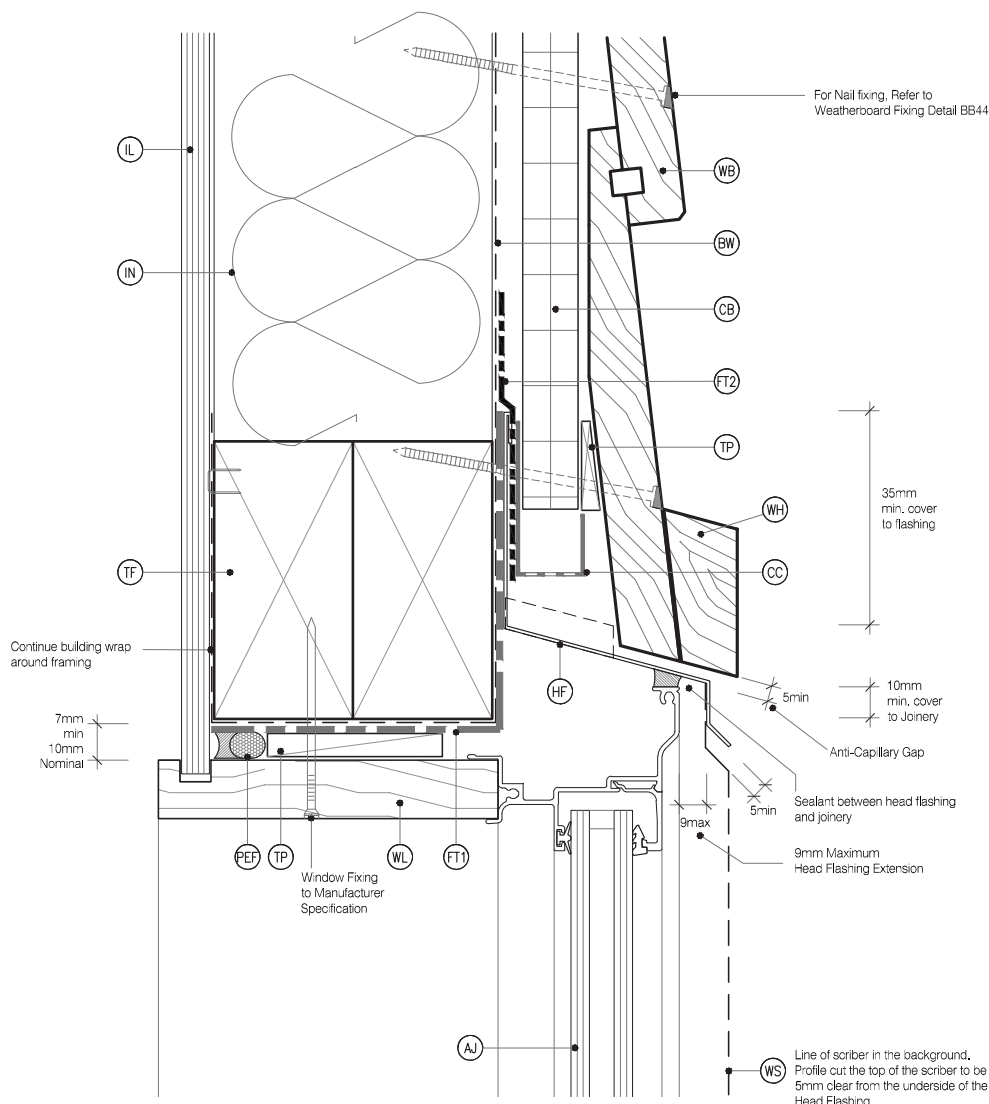 For Nail fixing, Refer to
Weatherboard Fixing Detail BB44
IL
WB
BW
IN
CB
FT2
TP
35mm
min. cover
to flashing
WH
TF
CC
Continue building wrap
around framing
HF
5min
10mm
min. cover
to Joinery
7mm
min
10mm
Nominal
Anti-Capillary Gap
5min
Sealant between head flashing
and joinery
9max
PEF
TP
WL
FT1
9mm Maximum
Head Flashing Extension
Window Fixing
to Manufacturer
Specification
AJ
WS
Line of scriber in the background.
Profile cut the top of the scriber to be
5mm clear from the underside of the
Head Flashing